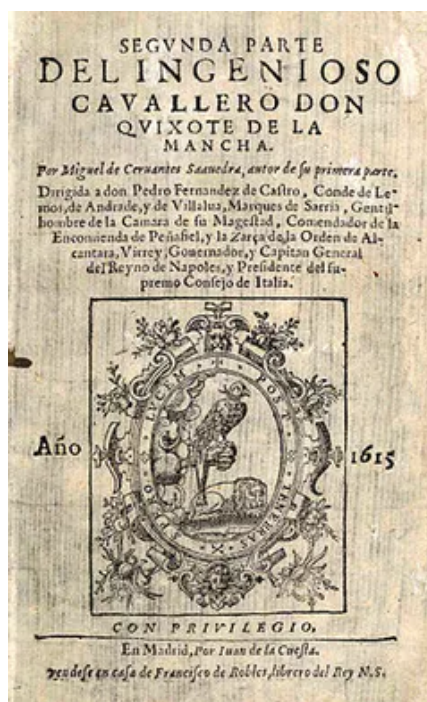 SEGVNDA PARTE
DEL INGENIOSO
CAVALLERO DON
QVIXOTE DE LA
MANCHA.
Por Miguel de Ceruantes Saauedra, autor de su primera parte.
Dirigida a don Pedro Fernandez de Castro, Conde de Le-
mos, de Andrade, y de Villalua, Marques de Sarria, Gentil-
hombre de la Camara de su Magestad, Comendador de la
Encomienda de Peñafiel, y la Zarça de la Orden de Al-
cantara, Virrey, Gouernador, y Capitan General
del Reyno de Napoles, y Presidente del su-
premo Consejo de Italia.
SPERO LVCEM POST TENEBRAS
Año 1615
CON PRIVILEGIO,
En Madrid, Por Iuan de la Cuesta.
vendese en casa de Francisco de Robles, librero del Rey N.S.